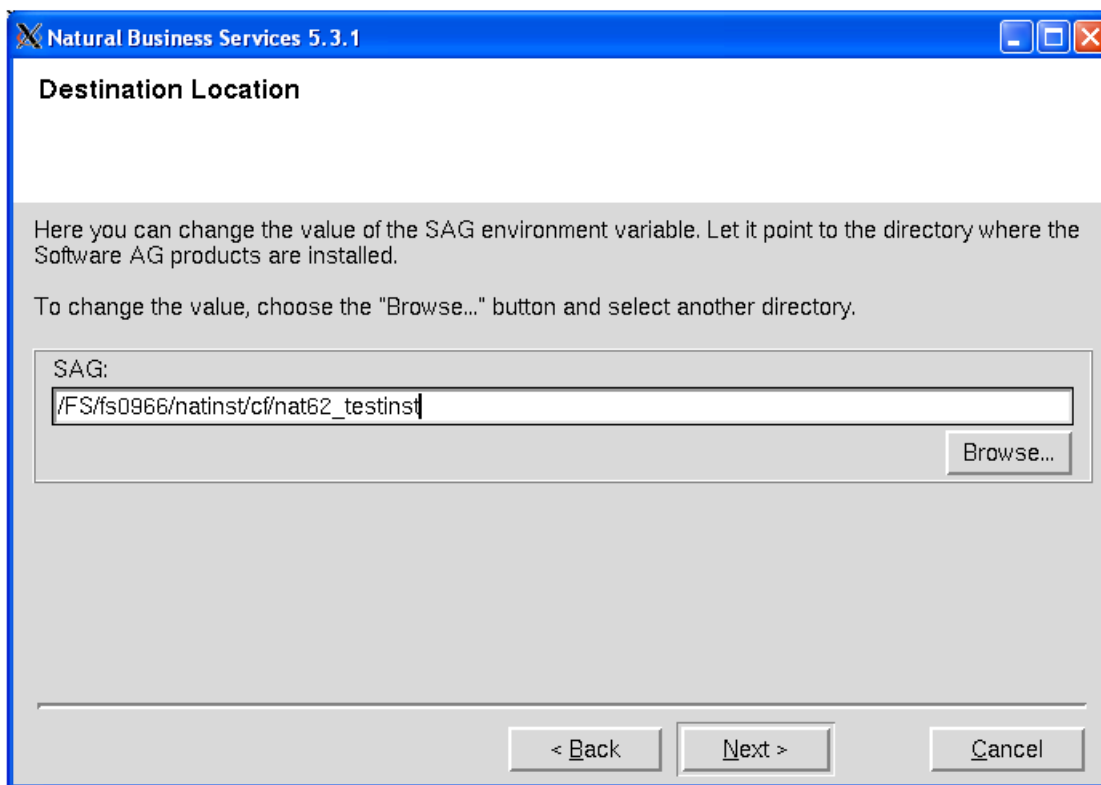 Natural Business Services 5.3.1
Destination Location
Here you can change the value of the SAG environment variable. Let it point to the directory where the
Software AG products are installed.
To change the value, choose the "Browse..." button and select another directory.
SAG:
/FS/fs0966/natinst/cf/nat62_testinst
Browse...
< Back
Next >
Cancel